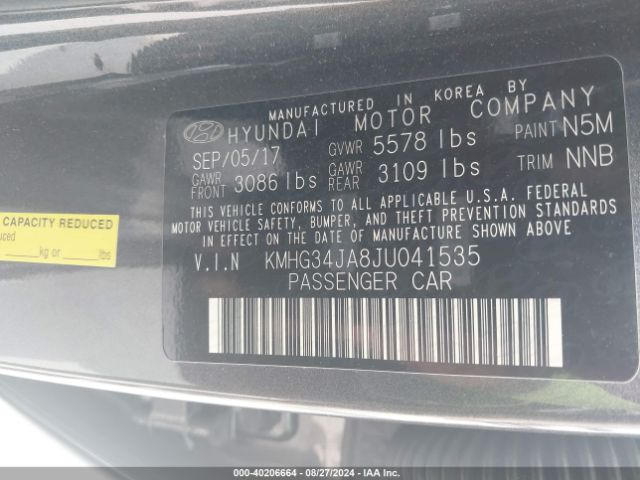 MANUFACTURED IN KOREA BY
HYUNDAI MOTOR COMPANY
SEP/05/17 GVWR 5578 lbs PAINT N5M
GAWR FRONT 3086 lbs GAWR REAR 3109 lbs TRIM NNB
THIS VEHICLE CONFORMS TO ALL APPLICABLE U.S.A. FEDERAL
MOTOR VEHICLE SAFETY, BUMPER, AND THEFT PREVENTION STANDARDS
IN EFFECT ON THE DATE OF MANUFACTURE SHOWN ABOVE
V.I.N KMHG34JA8JU041535
PASSENGER CAR
CAPACITY REDUCED
uced
____kg or ____lbs
000-40206664 / 08/27/2024 - IAA Inc.